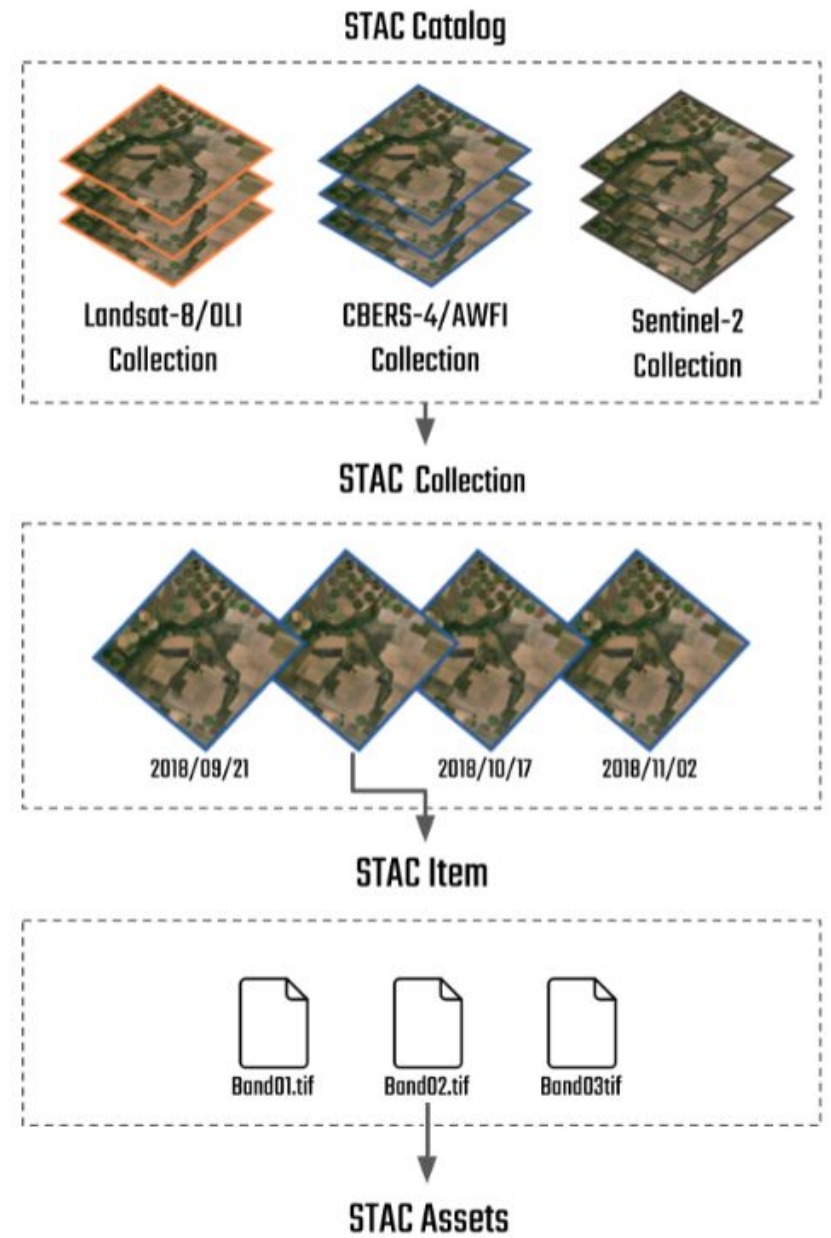 STAC Catalog
Landsat-8/OLI
Collection
CBERS-4/AWFI
Collection
Sentinel-2
Collection
STAC Collection
2018/09/21
2018/10/17
2018/11/02
STAC Item
Band01.tif
Band02.tif
Band03tif
STAC Assets